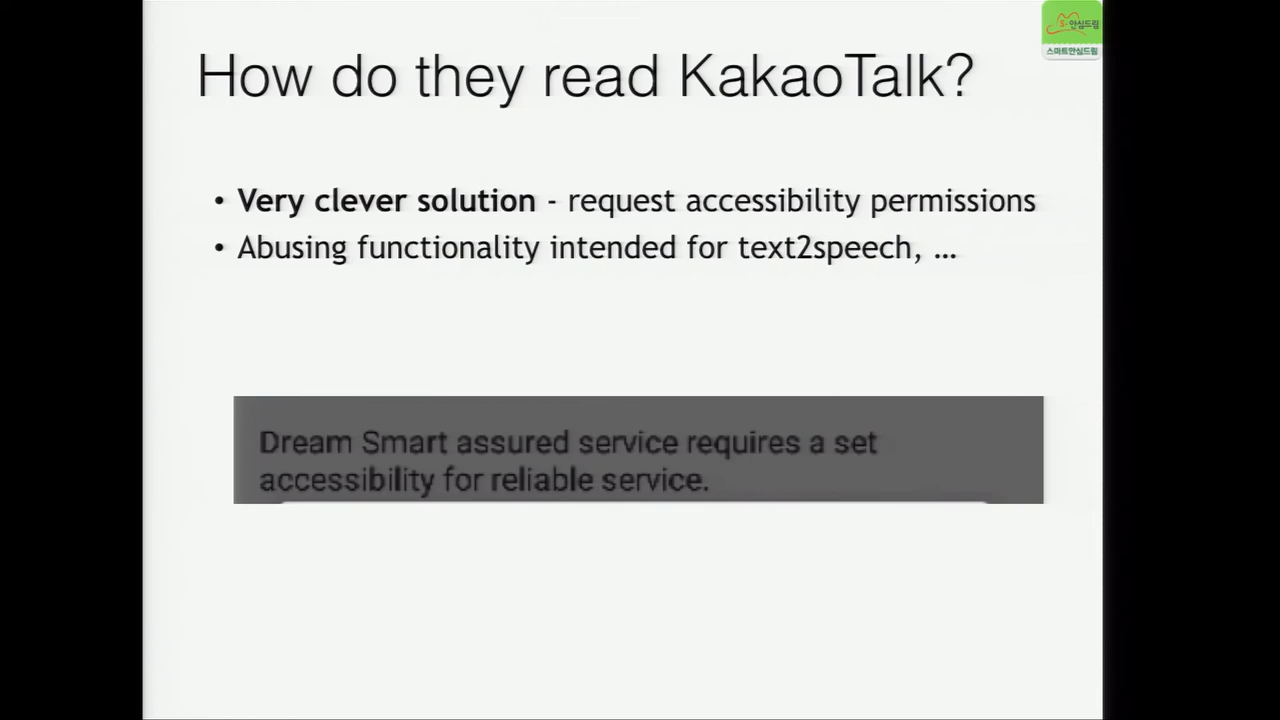 S·안심드림
스마트안심드림
How do they read KakaoTalk?
• Very clever solution - request accessibility permissions
• Abusing functionality intended for text2speech, ...
Dream Smart assured service requires a set
accessibility for reliable service.